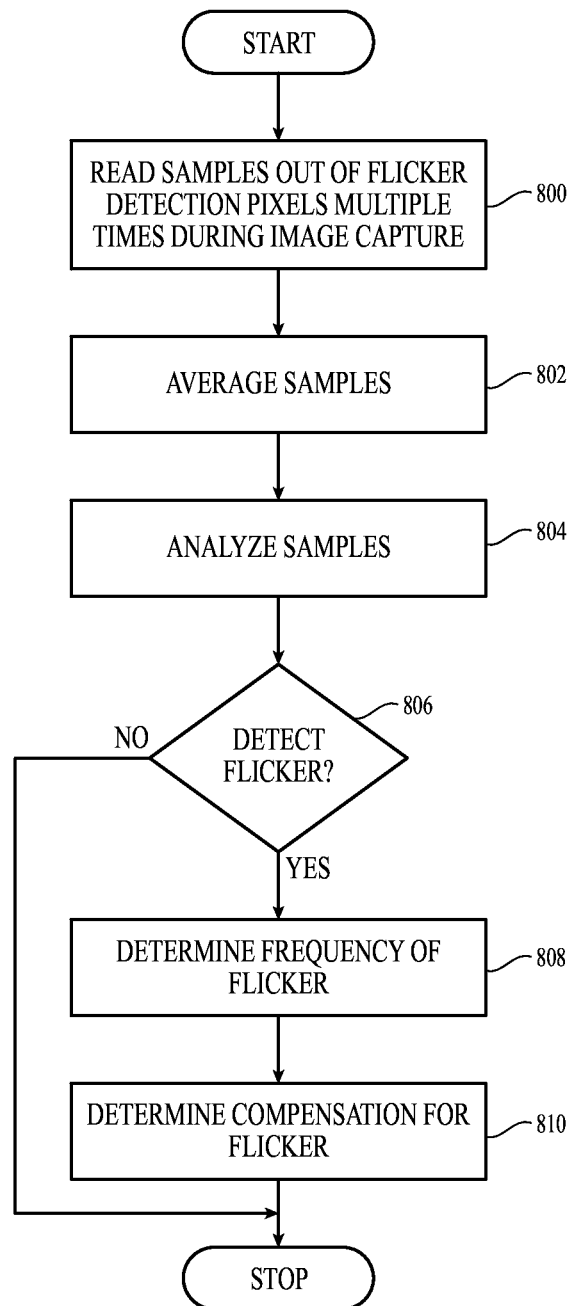 START
READ SAMPLES OUT OF FLICKER
DETECTION PIXELS MULTIPLE
TIMES DURING IMAGE CAPTURE
800
AVERAGE SAMPLES
802
ANALYZE SAMPLES
804
806
NO
DETECT
FLICKER?
YES
DETERMINE FREQUENCY OF
FLICKER
808
DETERMINE COMPENSATION FOR
FLICKER
810
STOP